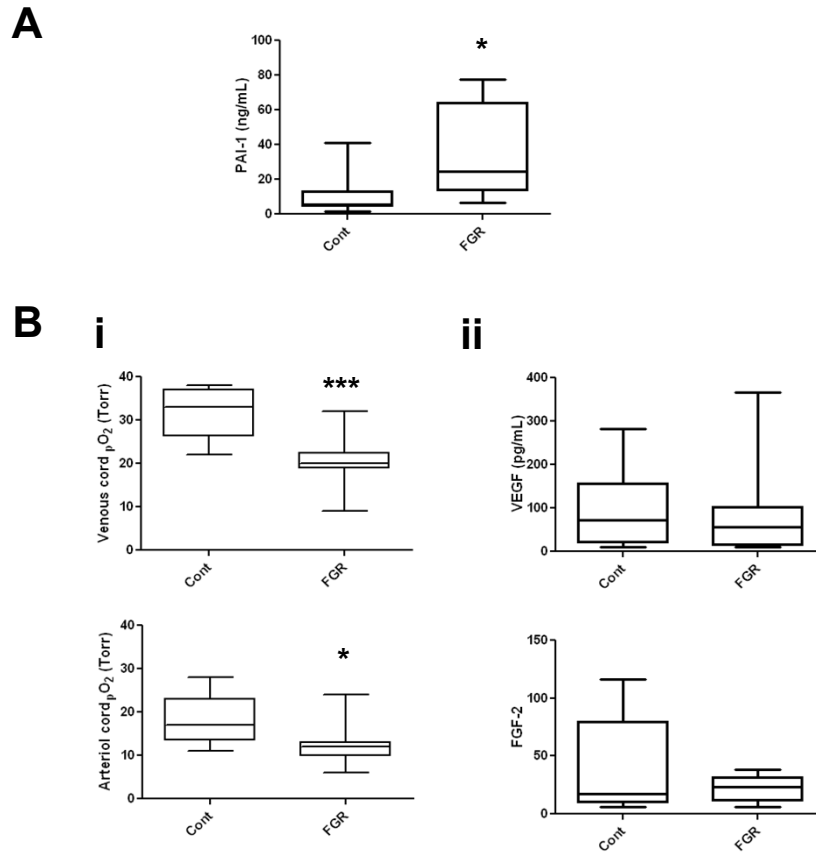 A
PAI-1 (ng/mL)
100
80
60
40
20
0
*
Cont
FGR
B
i
Venous cord pO2 (Torr)
40
30
20
10
0
***
Cont
FGR
Arteriol cord pO2 (Torr)
40
30
20
10
0
*
Cont
FGR
ii
VEGF (pg/mL)
400
300
200
100
0
Cont
FGR
FGF-2
150
100
50
0
Cont
FGR